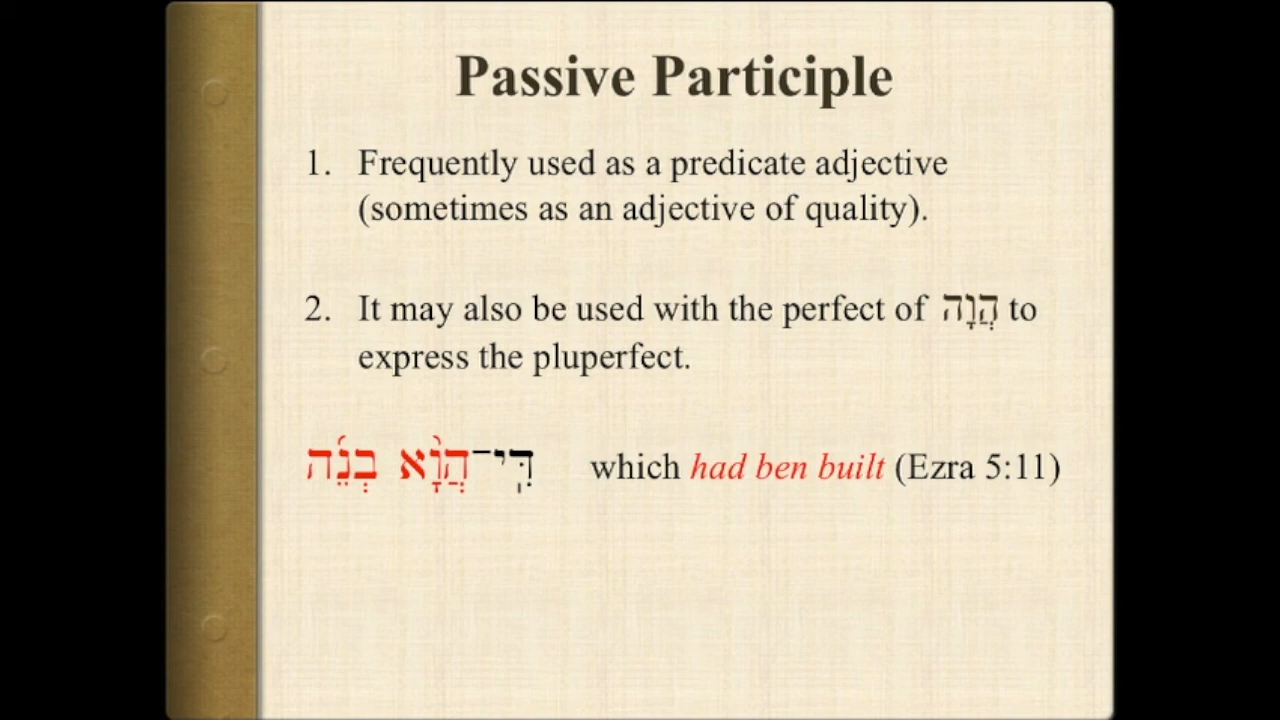 Passive Participle
1. Frequently used as a predicate adjective
(sometimes as an adjective of quality).
2. It may also be used with the perfect of הֲוָה to
express the pluperfect.
דִּֽי־הֲוָ֨א בְנֵ֜ה which had ben built (Ezra 5:11)